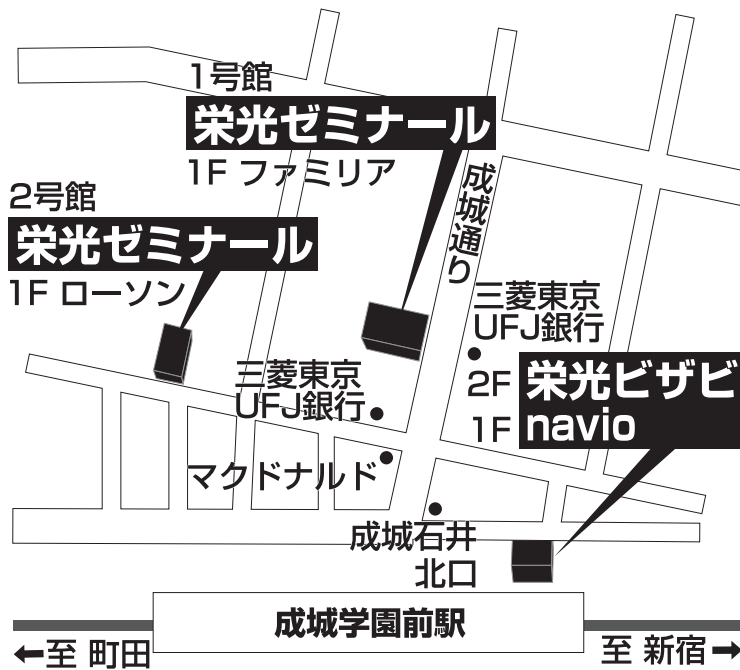 1号館
栄光ゼミナール
1F ファミリア
2号館
栄光ゼミナール
1F ローソン
成城通り
三菱東京
UFJ銀行
2F 栄光ビザビ
1F navio
三菱東京
UFJ銀行
マクドナルド
成城石井
北口
成城学園前駅
←至 町田
至 新宿→